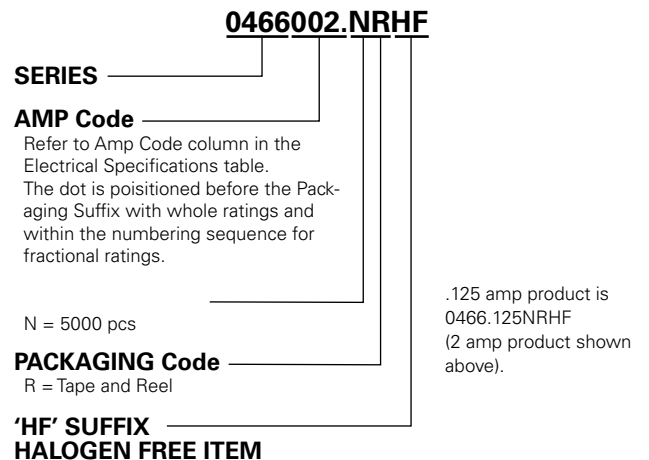 0466002.NRHF
SERIES
AMP Code
Refer to Amp Code column in the
Electrical Specifications table.
The dot is poisitioned before the Pack-
aging Suffix with whole ratings and
within the numbering sequence for
fractional ratings.
N = 5000 pcs
PACKAGING Code
R = Tape and Reel
'HF' SUFFIX
HALOGEN FREE ITEM
.125 amp product is
0466.125NRHF
(2 amp product shown
above).